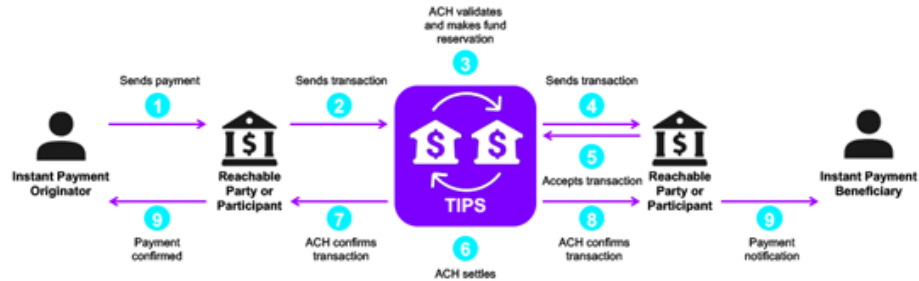 ACH validates
and makes fund
reservation
3
Sends payment
1
Sends transaction
2
Sends transaction
4
$
$ $
$
5
Accepts transaction
Instant Payment
Originator
Reachable
Party or
Participant
TIPS
Reachable
Party or
Participant
Instant Payment
Beneficiary
9
Payment
confirmed
7
ACH confirms
transaction
6
ACH settles
8
ACH confirms
transaction
9
Payment
notification